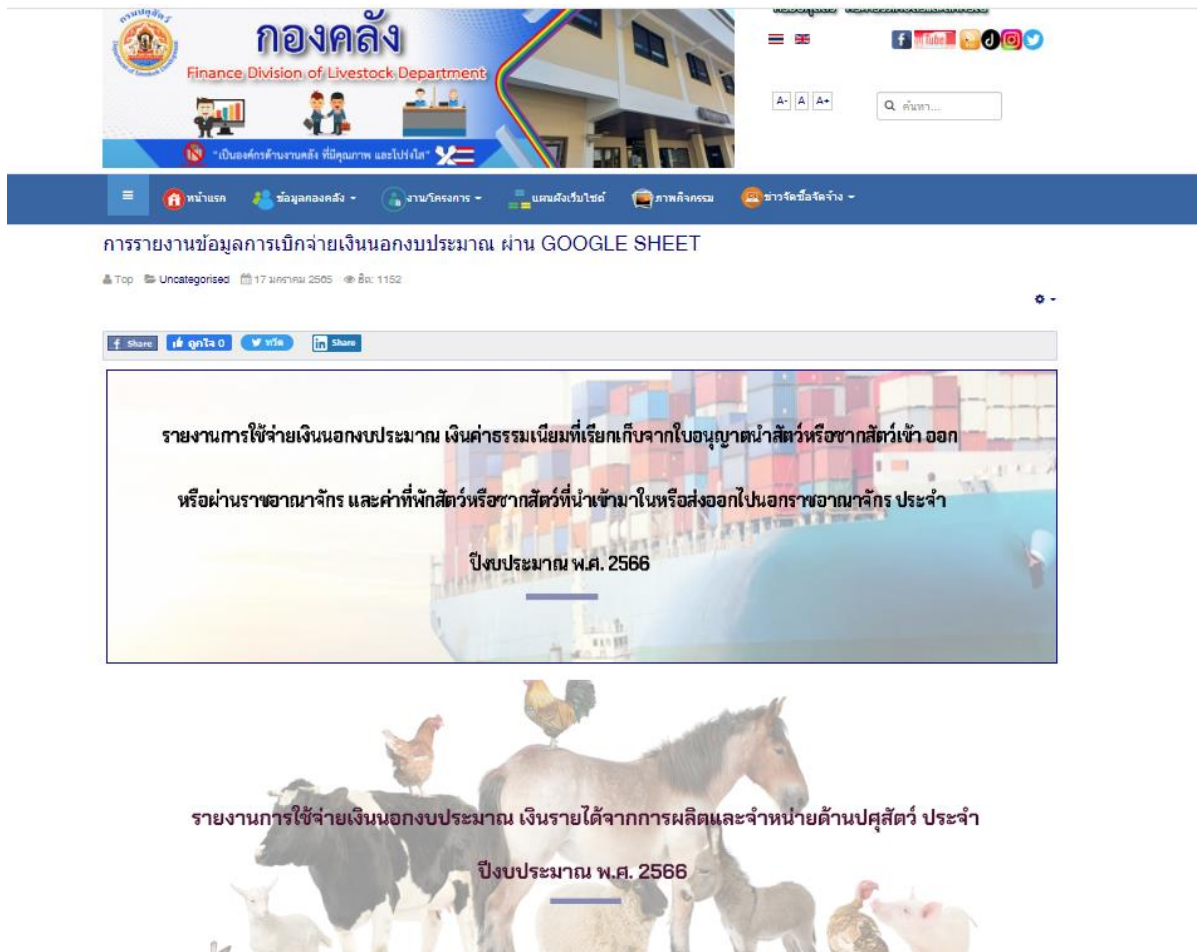 กรมปศุสัตว์
กองคลัง
Finance Division of Livestock Department
"เป็นองค์กรด้านงานคลัง ที่มีคุณภาพ และโปร่งใส"
Tube
A- A A+
ค้นหา...
หน้าแรก ข้อมูลกองคลัง งาน/โครงการ แผนผังเว็บไซต์ ภาพกิจกรรม ข่าวจัดซื้อจัดจ้าง
การรายงานข้อมูลการเบิกจ่ายเงินนอกงบประมาณ ผ่าน GOOGLE SHEET
Top Uncategorised 17 มกราคม 2565 ฮิต: 1152
f Share ถูกใจ 0 ทวีต in Share
รายงานการใช้จ่ายเงินนอกงบประมาณ เงินค่าธรรมเนียมที่เรียกเก็บจากใบอนุญาตนำสัตว์หรือซากสัตว์เข้า ออก
หรือผ่านราชอาณาจักร และค่าที่พักสัตว์หรือซากสัตว์ที่นำเข้ามาในหรือส่งออกไปนอกราชอาณาจักร ประจำ
ปีงบประมาณ พ.ศ. 2566
รายงานการใช้จ่ายเงินนอกงบประมาณ เงินรายได้จากการผลิตและจำหน่ายด้านปศุสัตว์ ประจำ
ปีงบประมาณ พ.ศ. 2566